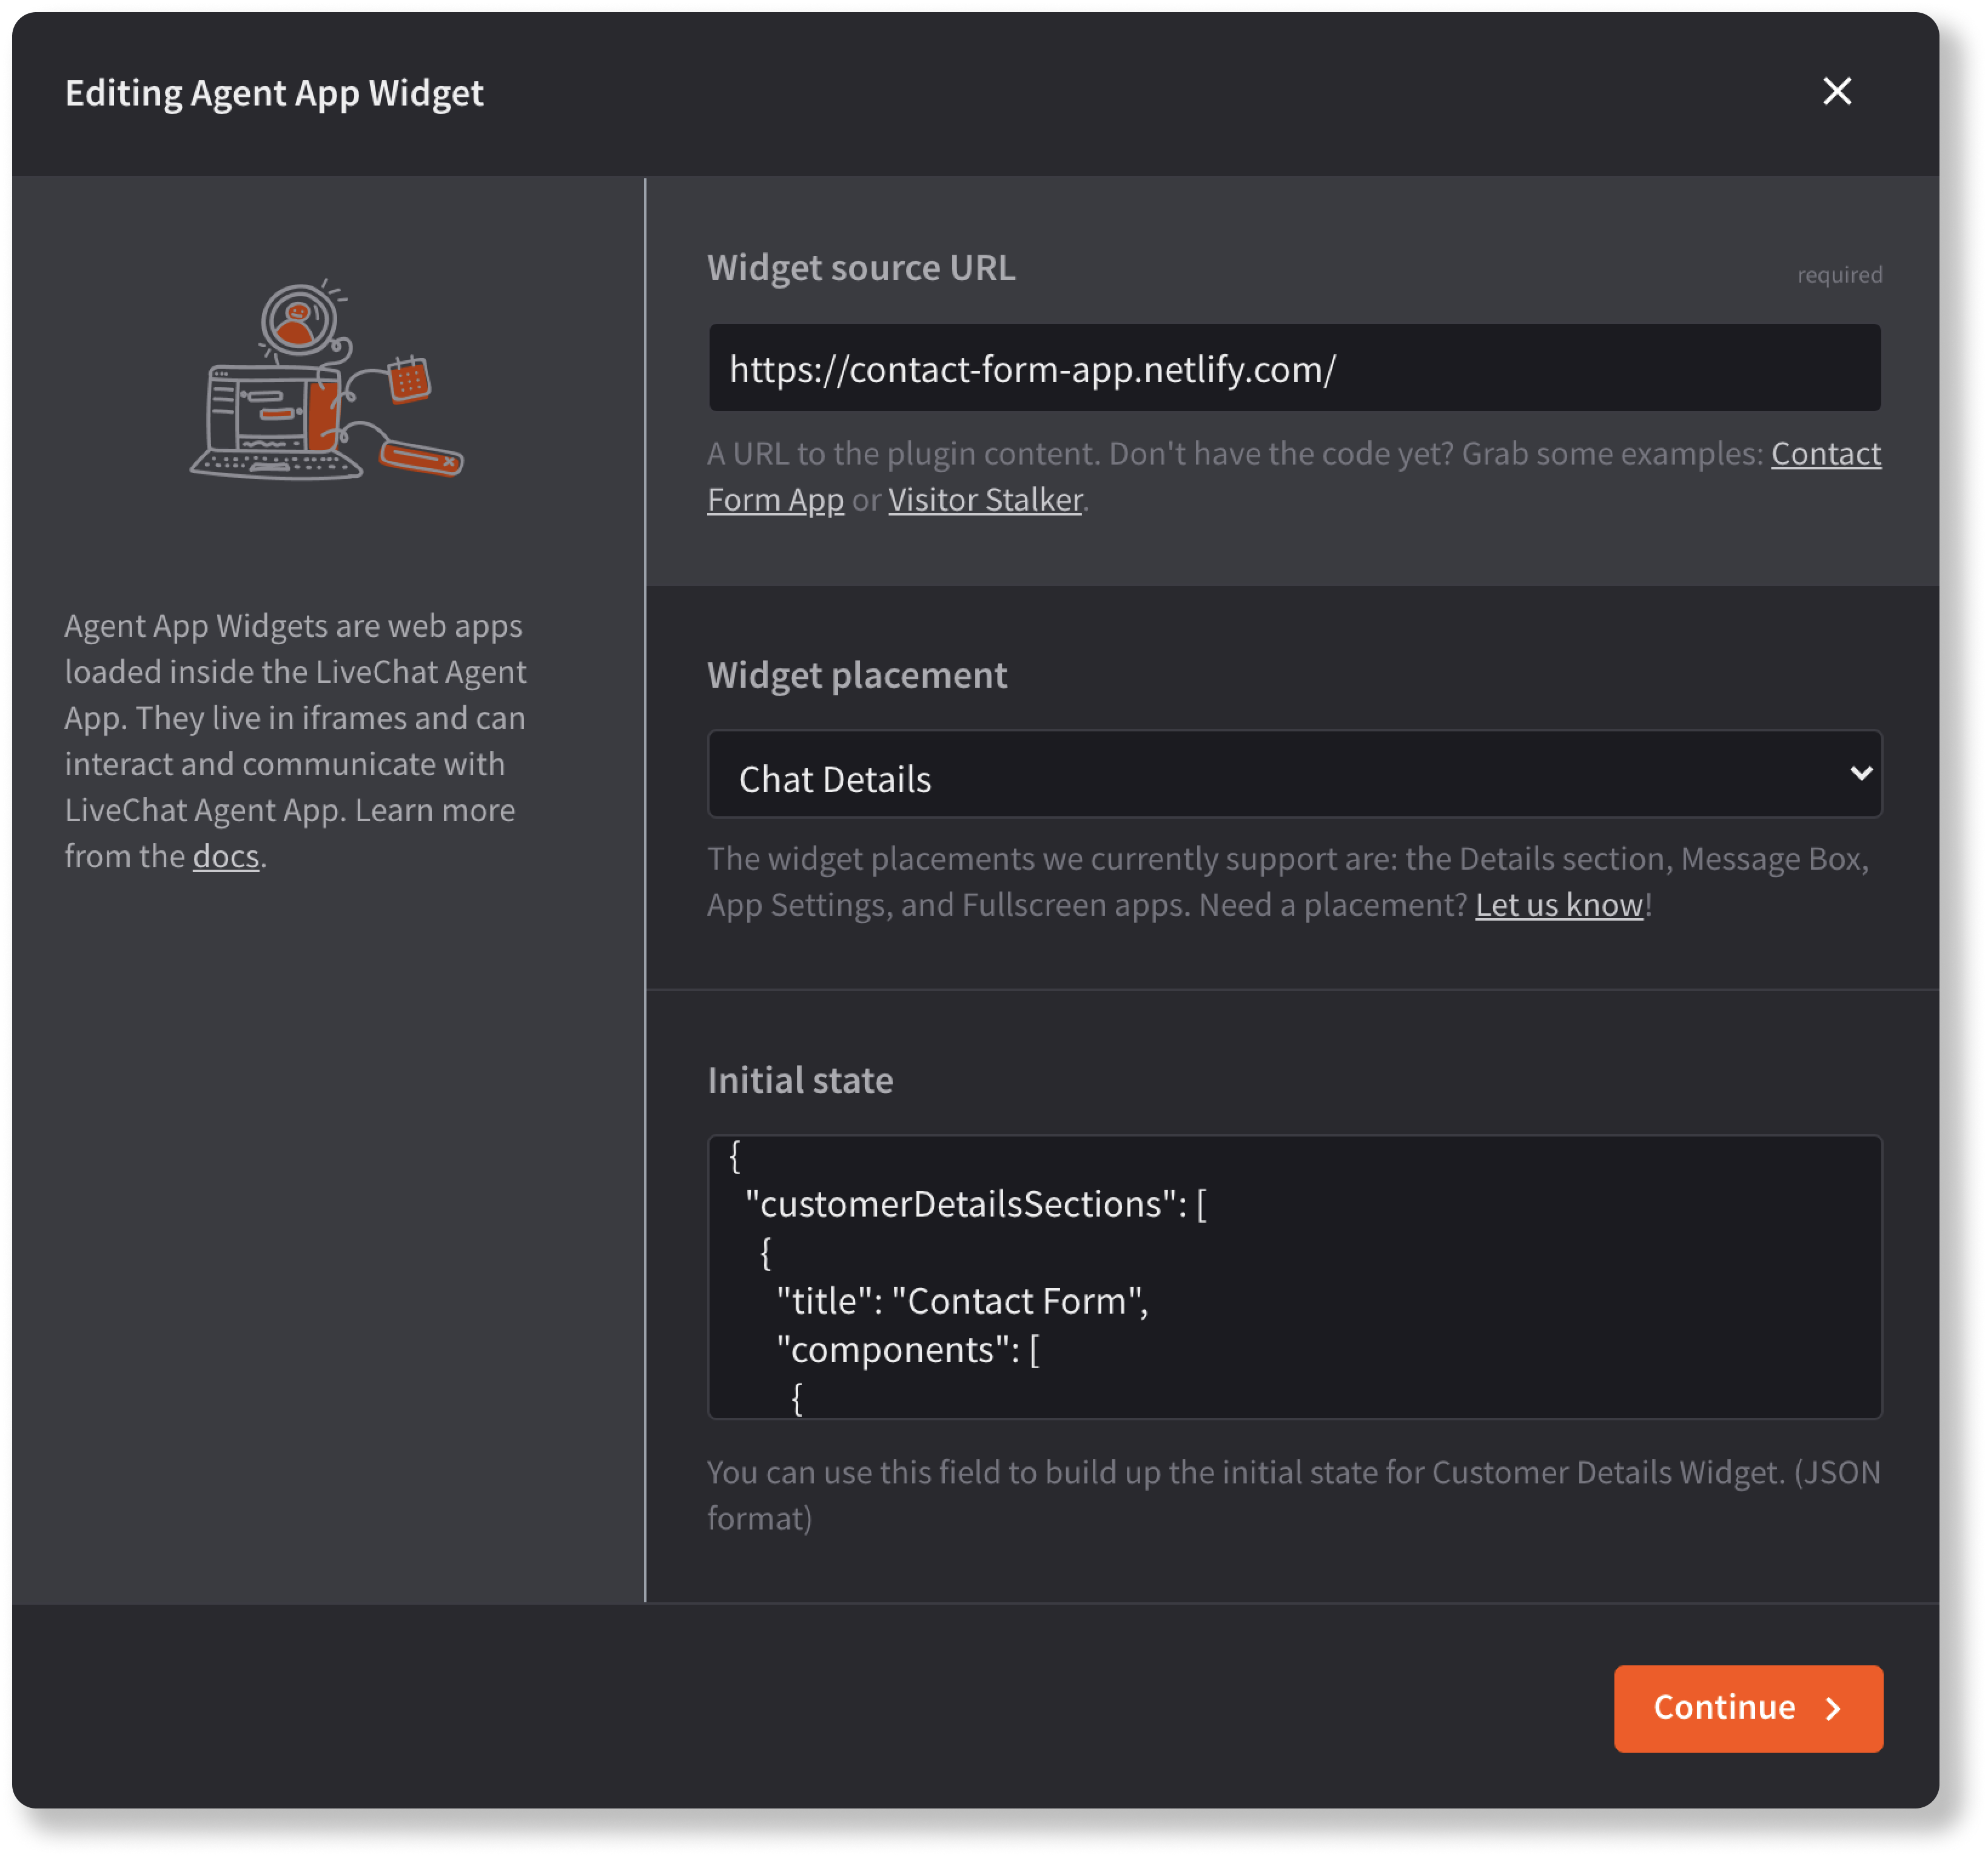 Editing Agent App Widget
Agent App Widgets are web apps
loaded inside the LiveChat Agent
App. They live in iframes and can
interact and communicate with
LiveChat Agent App. Learn more
from the docs.
Widget source URL
required
https://contact-form-app.netlify.com/
A URL to the plugin content. Don't have the code yet? Grab some examples: Contact
Form App or Visitor Stalker.
Widget placement
Chat Details
The widget placements we currently support are: the Details section, Message Box,
App Settings, and Fullscreen apps. Need a placement? Let us know!
Initial state
{
"customerDetailsSections": [
{
"title": "Contact Form",
"components": [
{
You can use this field to build up the initial state for Customer Details Widget. (JSON
format)
Continue